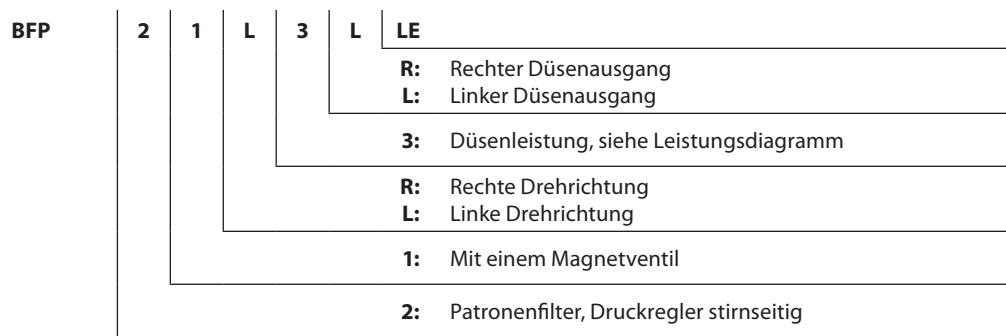 BFP 2 1 L 3 L LE
R: Rechter Düsenausgang
L: Linker Düsenausgang
3: Düsenleistung, siehe Leistungsdiagramm
R: Rechte Drehrichtung
L: Linke Drehrichtung
1: Mit einem Magnetventil
2: Patronenfilter, Druckregler stirnseitig